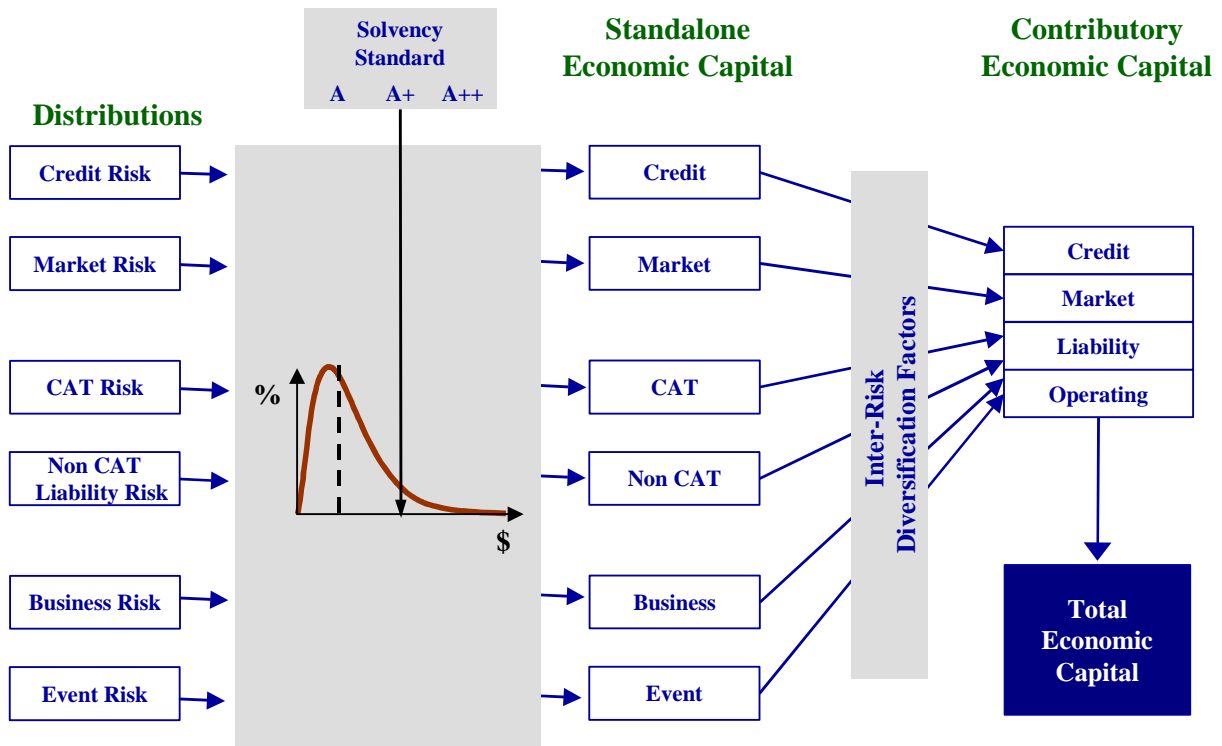 Solvency
Standard
A A+ A++
Standalone
Economic Capital
Contributory
Economic Capital
Distributions
Credit Risk
Market Risk
CAT Risk
Non CAT
Liability Risk
Business Risk
Event Risk
%
$
Credit
Market
CAT
Non CAT
Business
Event
Inter-Risk
Diversification Factors
Credit
Market
Liability
Operating
Total
Economic
Capital